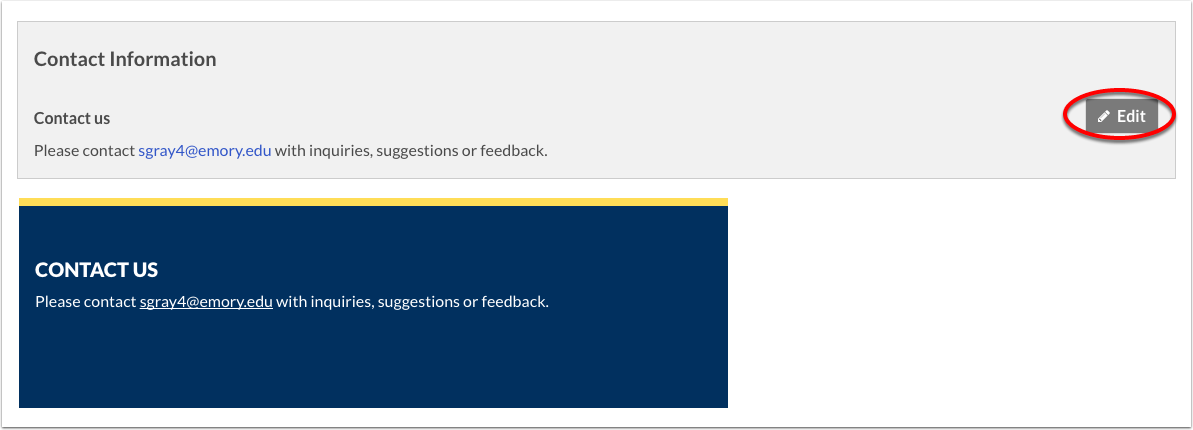 Contact Information
Contact us
Edit
Please contact sgray4@emory.edu with inquiries, suggestions or feedback.
CONTACT US
Please contact sgray4@emory.edu with inquiries, suggestions or feedback.